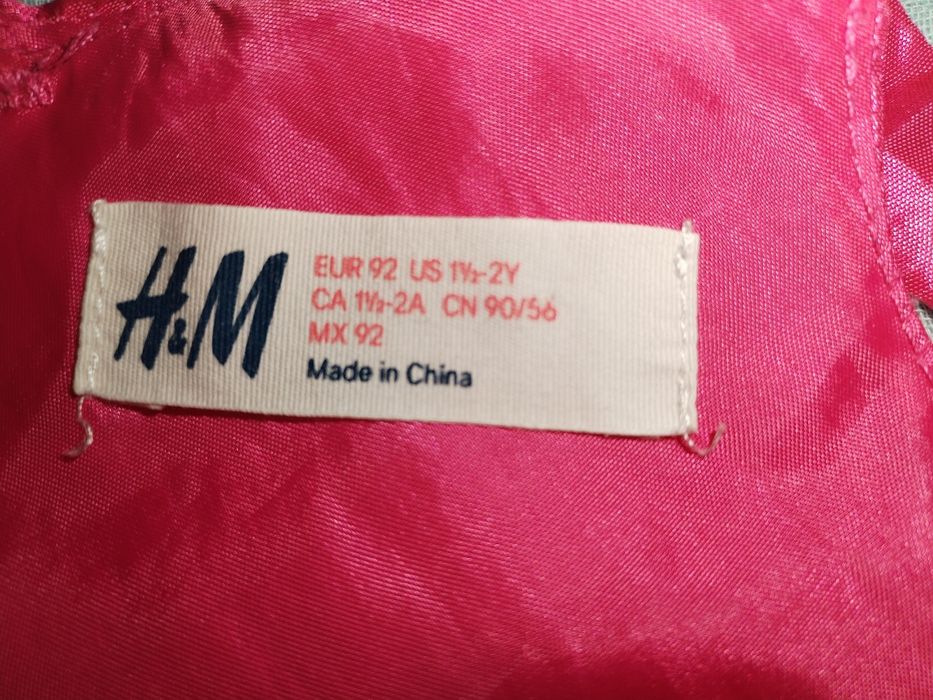 H&M
EUR 92 US 1½-2Y
CA 1½-2A CN 90/56
MX 92
Made in China